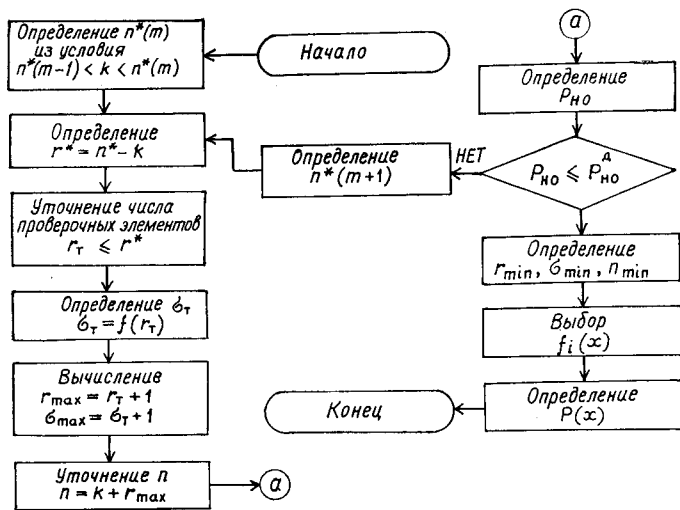 Начало
Определение n*(m)
из условия
n*(m-1) < k < n*(m)
Определение
r* = n* - k
Уточнение числа
проверочных элементов
rт ⩽ r*
Определение бт
бт = f(rт)
Вычисление
rmax = rт + 1
бmax = бт + 1
Уточнение n
n = k + rmax
a
a
Определение
Pно
Pно ⩽ Pно^д
НЕТ
Определение
n*(m+1)
Определение
rmin, бmin, nmin
Выбор
fi(x)
Определение
P(x)
Конец